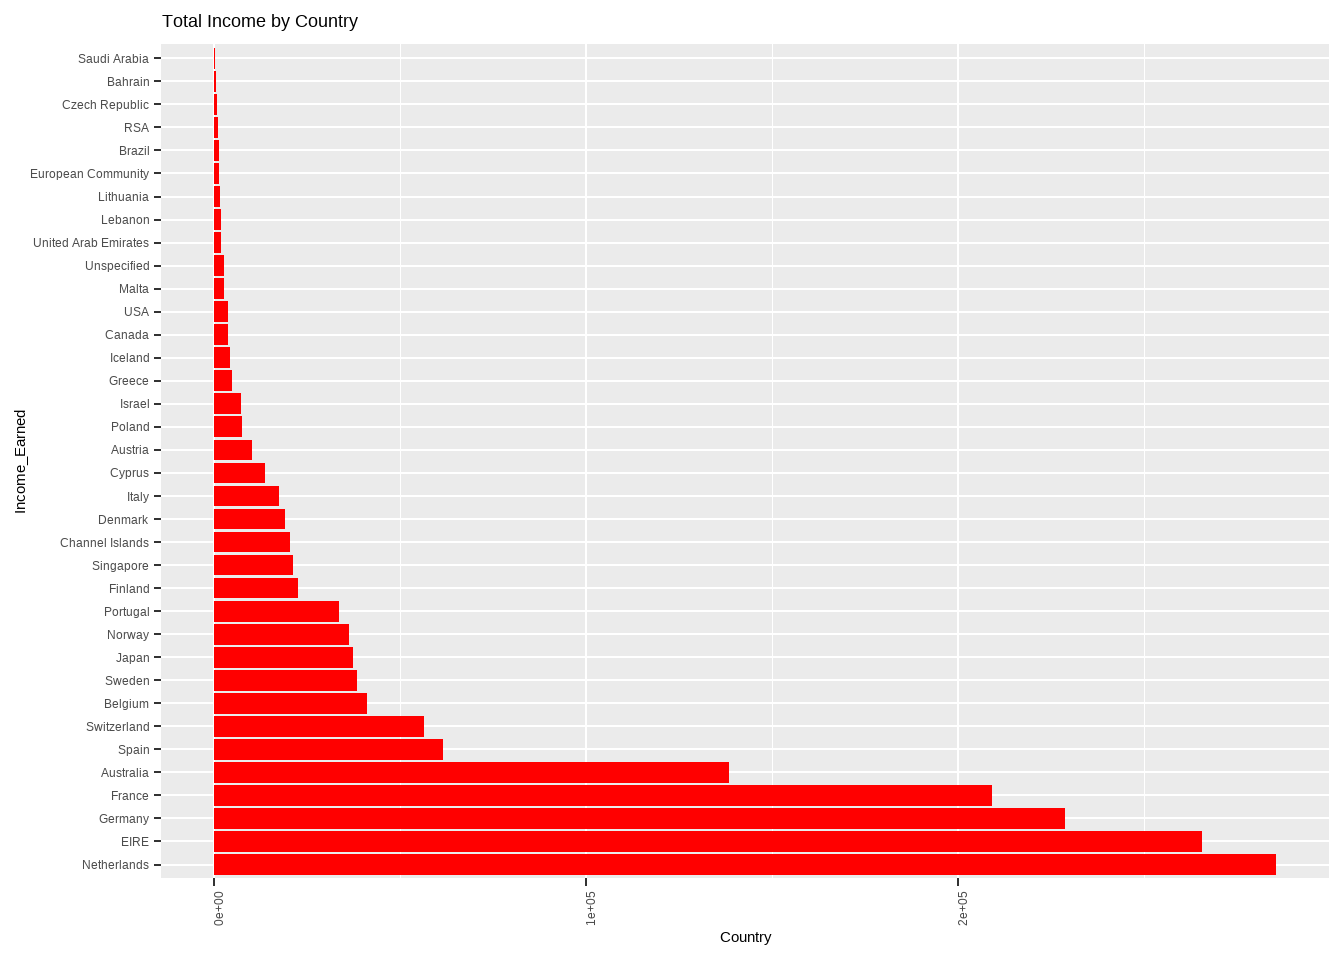 Total Income by Country
Saudi Arabia
Bahrain
Czech Republic
RSA
Brazil
European Community
Lithuania
Lebanon
United Arab Emirates
Unspecified
Malta
USA
Canada
Iceland
Greece
Israel
Poland
Austria
Cyprus
Italy
Denmark
Channel Islands
Singapore
Finland
Portugal
Norway
Japan
Sweden
Belgium
Switzerland
Spain
Australia
France
Germany
EIRE
Netherlands
Income_Earned
0e+00
1e+05
2e+05
Country